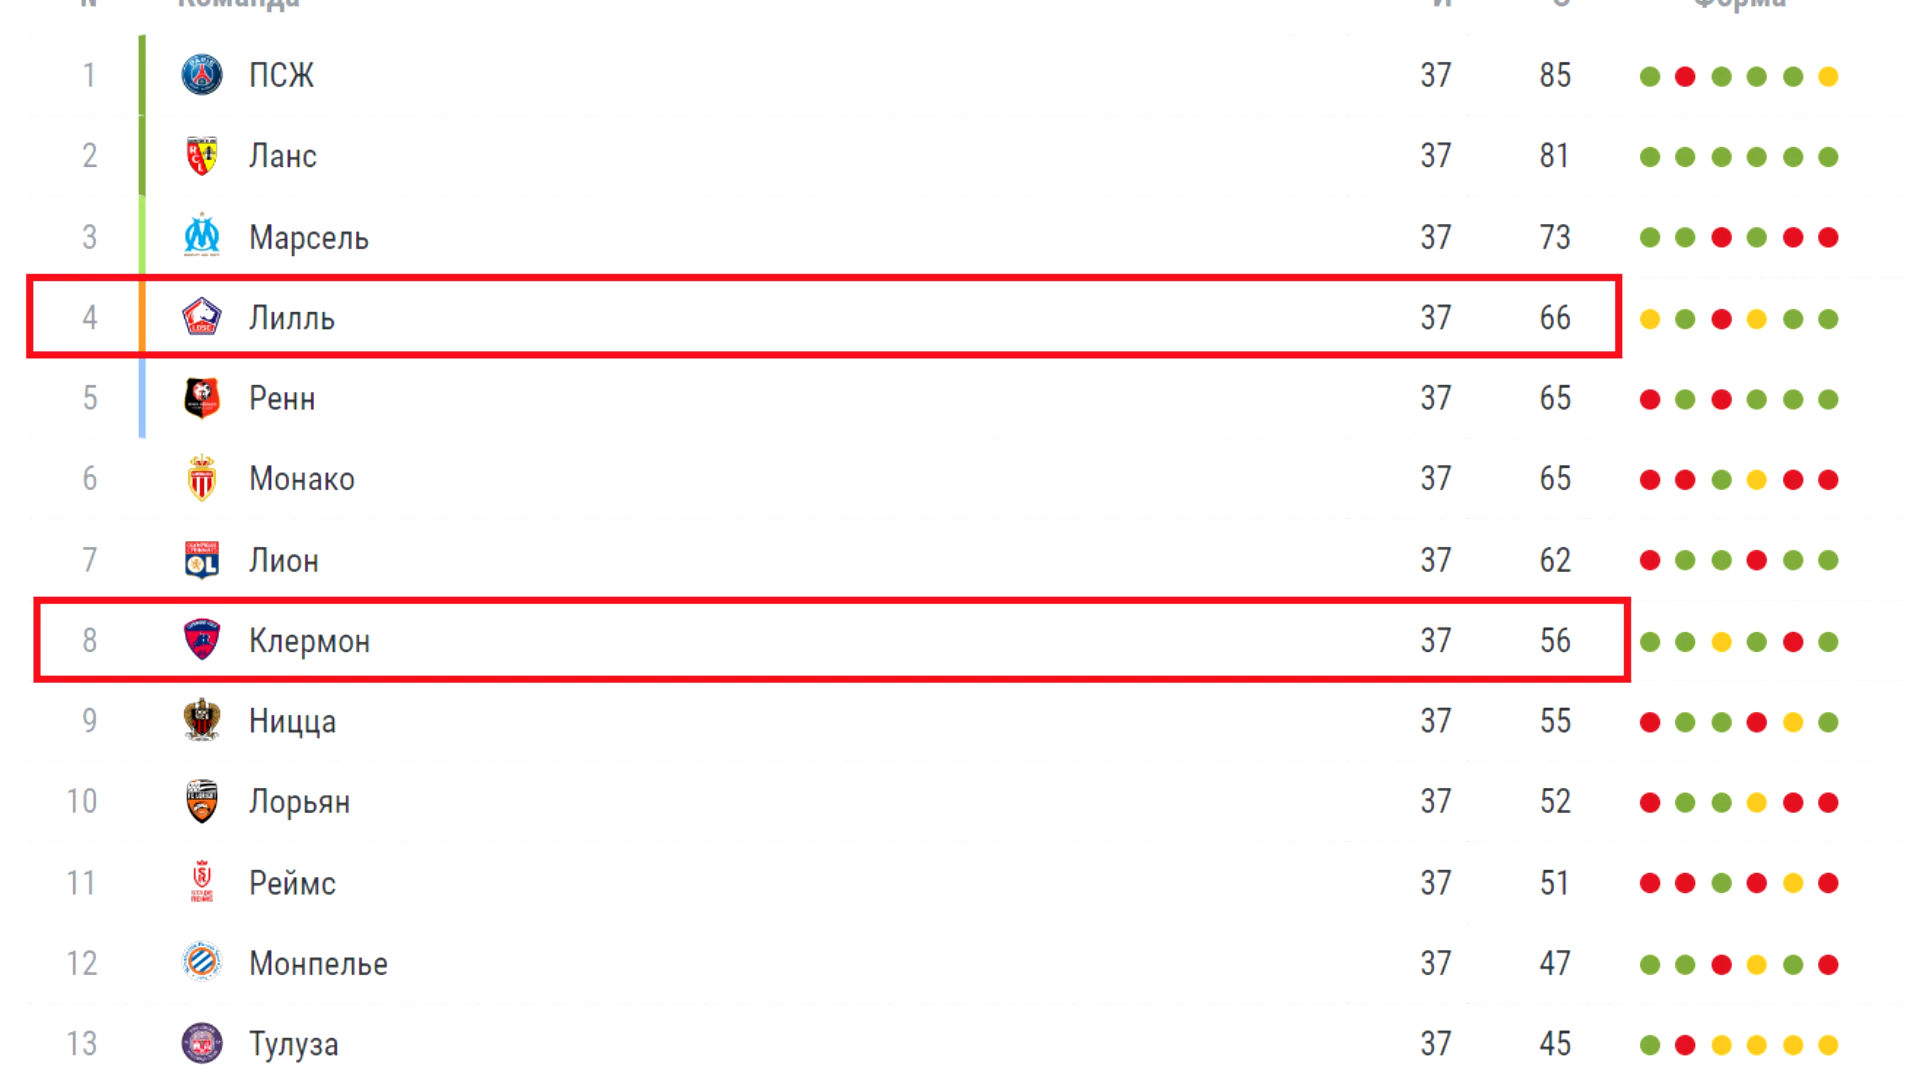 N Команда И О Форма
1 ПСЖ 37 85
2 Ланс 37 81
3 Марсель 37 73
4 Лилль 37 66
5 Ренн 37 65
6 Монако 37 65
7 Лион 37 62
8 Клермон 37 56
9 Ницца 37 55
10 Лорьян 37 52
11 Реймс 37 51
12 Монпелье 37 47
13 Тулуза 37 45